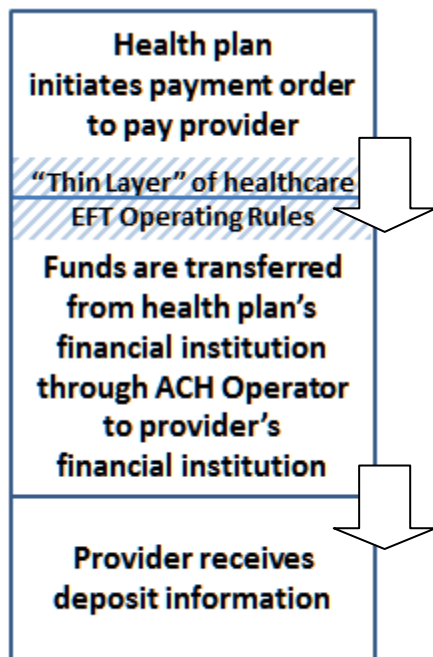 Health plan
initiates payment order
to pay provider
“Thin Layer” of healthcare
EFT Operating Rules
Funds are transferred
from health plan’s
financial institution
through ACH Operator
to provider’s
financial institution
Provider receives
deposit information